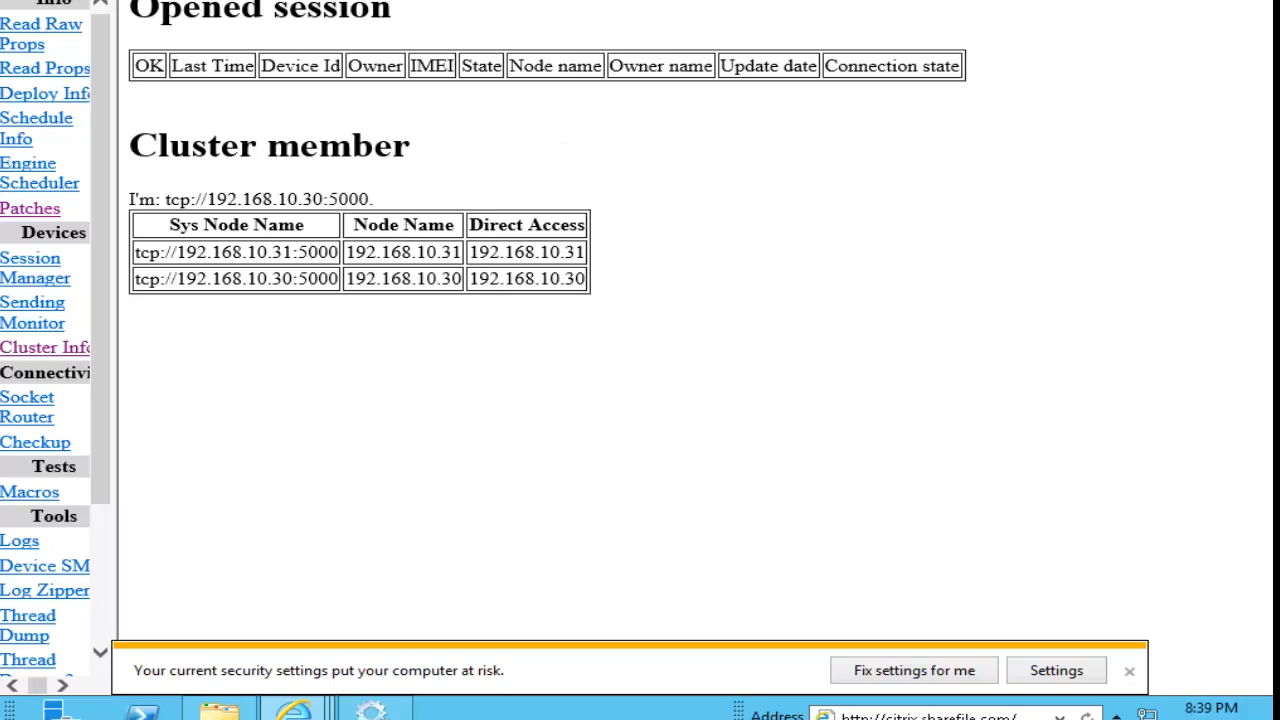 Info
Read Raw
Props
Read Props
Deploy Info
Schedule
Info
Engine
Scheduler
Patches
Devices
Session
Manager
Sending
Monitor
Cluster Info
Connectivi
Socket
Router
Checkup
Tests
Macros
Tools
Logs
Device SM
Log Zipper
Thread
Dump
Thread
Opened session
OK Last Time Device Id Owner IMEI State Node name Owner name Update date Connection state
Cluster member
I'm: tcp://192.168.10.30:5000.
Sys Node Name Node Name Direct Access
tcp://192.168.10.31:5000 192.168.10.31 192.168.10.31
tcp://192.168.10.30:5000 192.168.10.30 192.168.10.30
Your current security settings put your computer at risk. Fix settings for me Settings ×
Address http://citrix.sharefile.com/ 8:39 PM